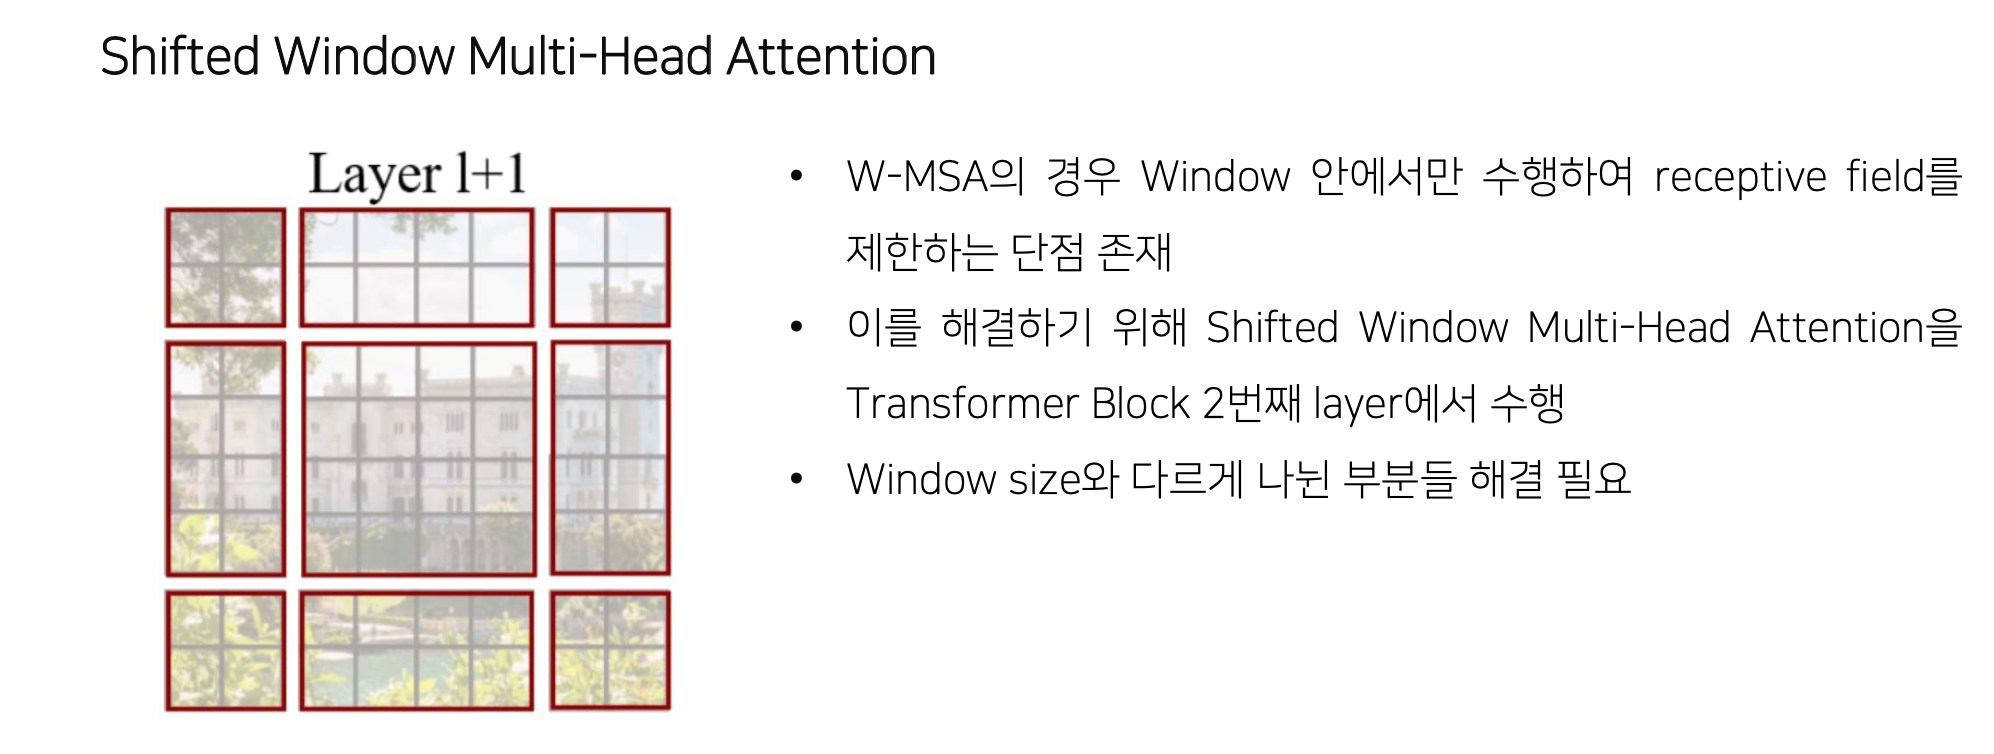 Shifted Window Multi-Head Attention
Layer l+1
• W-MSA의 경우 Window 안에서만 수행하여 receptive field를
제한하는 단점 존재
• 이를 해결하기 위해 Shifted Window Multi-Head Attention을
Transformer Block 2번째 layer에서 수행
• Window size와 다르게 나뉜 부분들 해결 필요